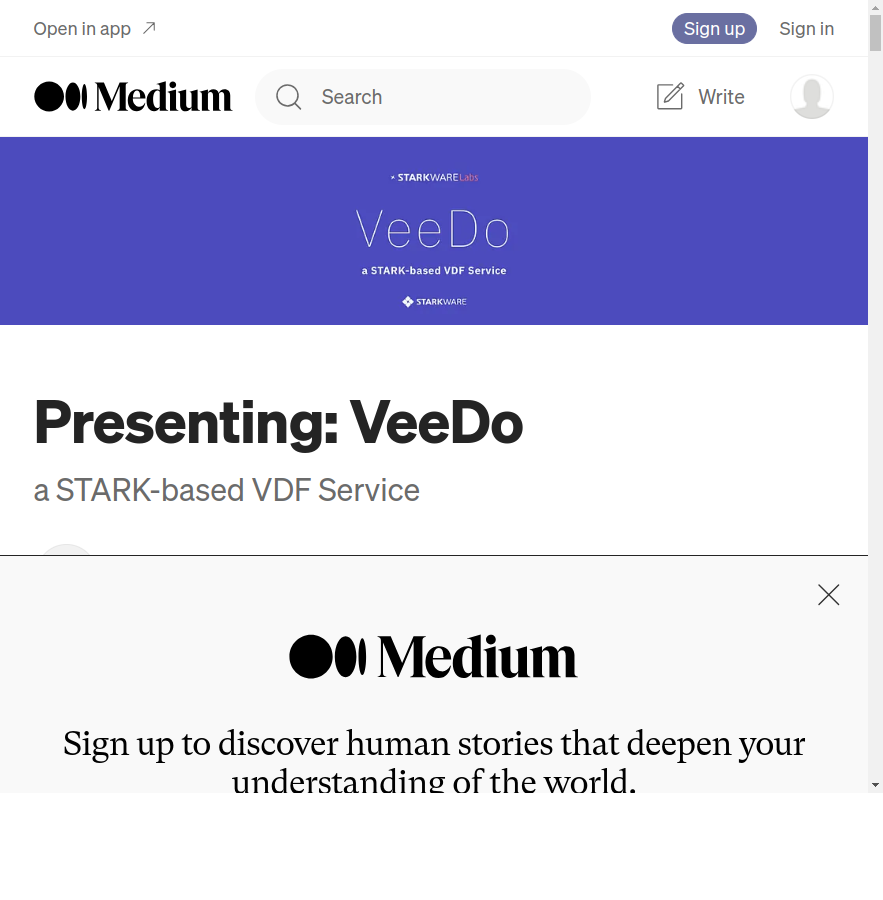 Open in app
Sign up
Sign in
Medium
Search
Write
× STARKWARE Labs
VeeDo
a STARK-based VDF Service
STARKWARE
Presenting: VeeDo
a STARK-based VDF Service
Medium
Sign up to discover human stories that deepen your
understanding of the world.